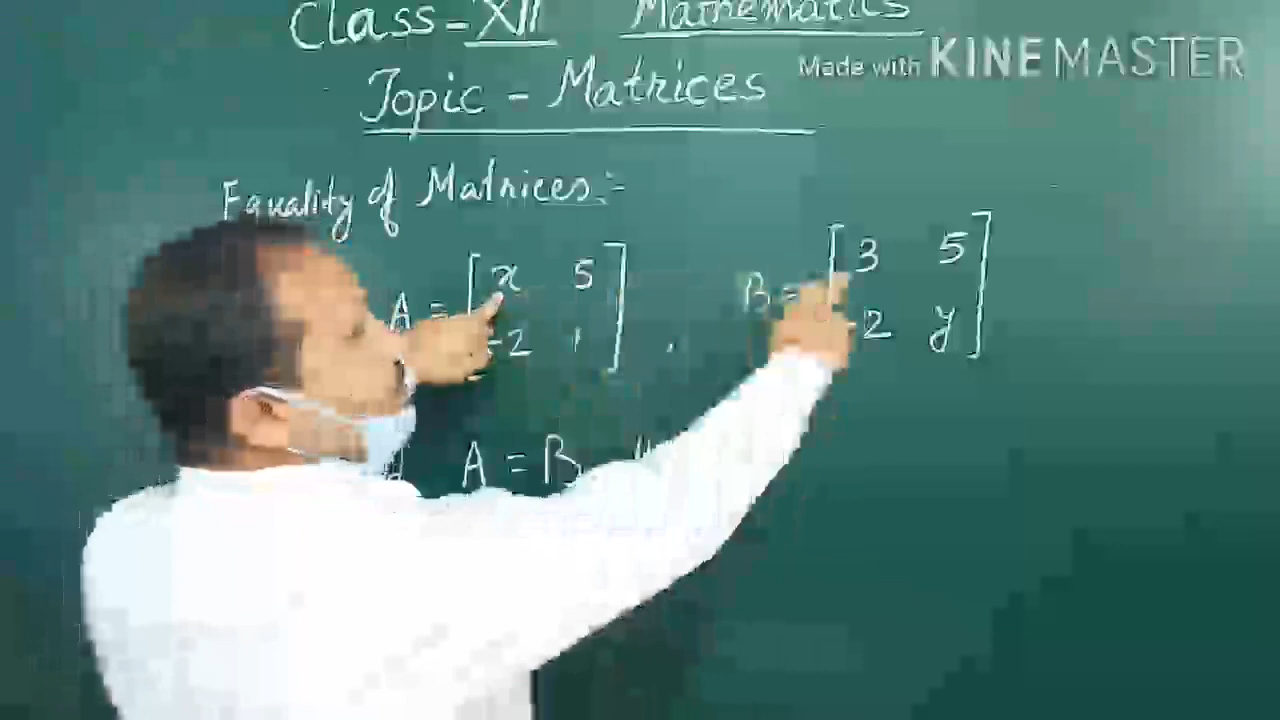 Class-XII Mathematics
Made with KINEMASTER
Topic - Matrices
Equality of Matrices:-
A = [x 5
-2 1] , B = [3 5
-2 y]
A = B